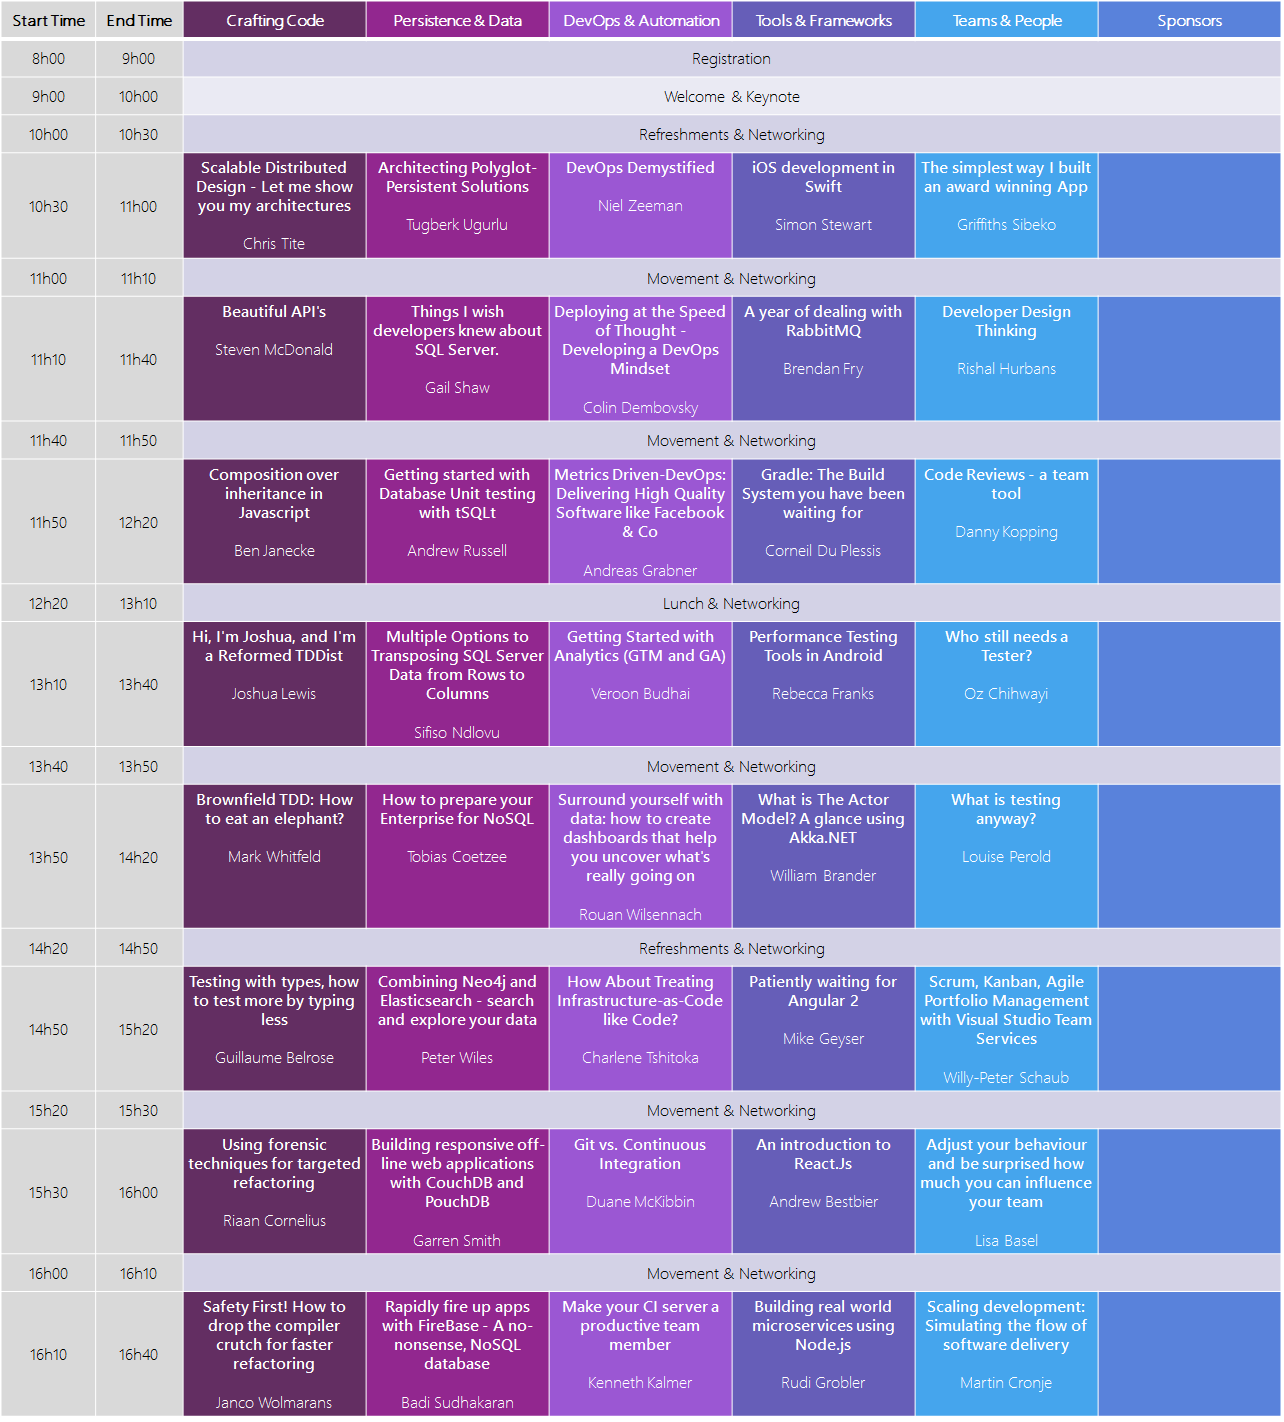 Start Time
End Time
Crafting Code
Persistence & Data
DevOps & Automation
Tools & Frameworks
Teams & People
Sponsors
8h00
9h00
Registration
9h00
10h00
Welcome & Keynote
10h00
10h30
Refreshments & Networking
10h30
11h00
Scalable Distributed
Design - Let me show
you my architectures
Chris Tite
Architecting Polyglot-
Persistent Solutions
Tugberk Ugurlu
DevOps Demystified
Niel Zeeman
iOS development in
Swift
Simon Stewart
The simplest way I built
an award winning App
Griffiths Sibeko
11h00
11h10
Movement & Networking
11h10
11h40
Beautiful API's
Steven McDonald
Things I wish
developers knew about
SQL Server.
Gail Shaw
Deploying at the Speed
of Thought -
Developing a DevOps
Mindset
Colin Dembovsky
A year of dealing with
RabbitMQ
Brendan Fry
Developer Design
Thinking
Rishal Hurbans
11h40
11h50
Movement & Networking
11h50
12h20
Composition over
inheritance in
Javascript
Ben Janecke
Getting started with
Database Unit testing
with tSQLt
Andrew Russell
Metrics Driven-DevOps:
Delivering High Quality
Software like Facebook
& Co
Andreas Grabner
Gradle: The Build
System you have been
waiting for
Corneil Du Plessis
Code Reviews - a team
tool
Danny Kopping
12h20
13h10
Lunch & Networking
13h10
13h40
Hi, I'm Joshua, and I'm
a Reformed TDDist
Joshua Lewis
Multiple Options to
Transposing SQL Server
Data from Rows to
Columns
Sifiso Ndlovu
Getting Started with
Analytics (GTM and GA)
Veroon Budhai
Performance Testing
Tools in Android
Rebecca Franks
Who still needs a
Tester?
Oz Chihwayi
13h40
13h50
Movement & Networking
13h50
14h20
Brownfield TDD: How
to eat an elephant?
Mark Whitfeld
How to prepare your
Enterprise for NoSQL
Tobias Coetzee
Surround yourself with
data: how to create
dashboards that help
you uncover what's
really going on
Rouan Wilsennach
What is The Actor
Model? A glance using
Akka.NET
William Brander
What is testing
anyway?
Louise Perold
14h20
14h50
Refreshments & Networking
14h50
15h20
Testing with types, how
to test more by typing
less
Guillaume Belrose
Combining Neo4j and
Elasticsearch - search
and explore your data
Peter Wiles
How About Treating
Infrastructure-as-Code
like Code?
Charlene Tshitoka
Patiently waiting for
Angular 2
Mike Geyser
Scrum, Kanban, Agile
Portfolio Management
with Visual Studio Team
Services
Willy-Peter Schaub
15h20
15h30
Movement & Networking
15h30
16h00
Using forensic
techniques for targeted
refactoring
Riaan Cornelius
Building responsive off-
line web applications
with CouchDB and
PouchDB
Garren Smith
Git vs. Continuous
Integration
Duane McKibbin
An introduction to
React.Js
Andrew Bestbier
Adjust your behaviour
and be surprised how
much you can influence
your team
Lisa Basel
16h00
16h10
Movement & Networking
16h10
16h40
Safety First! How to
drop the compiler
crutch for faster
refactoring
Janco Wolmarans
Rapidly fire up apps
with FireBase - A no-
nonsense, NoSQL
database
Badi Sudhakaran
Make your CI server a
productive team
member
Kenneth Kalmer
Building real world
microservices using
Node.js
Rudi Grobler
Scaling development:
Simulating the flow of
software delivery
Martin Cronje